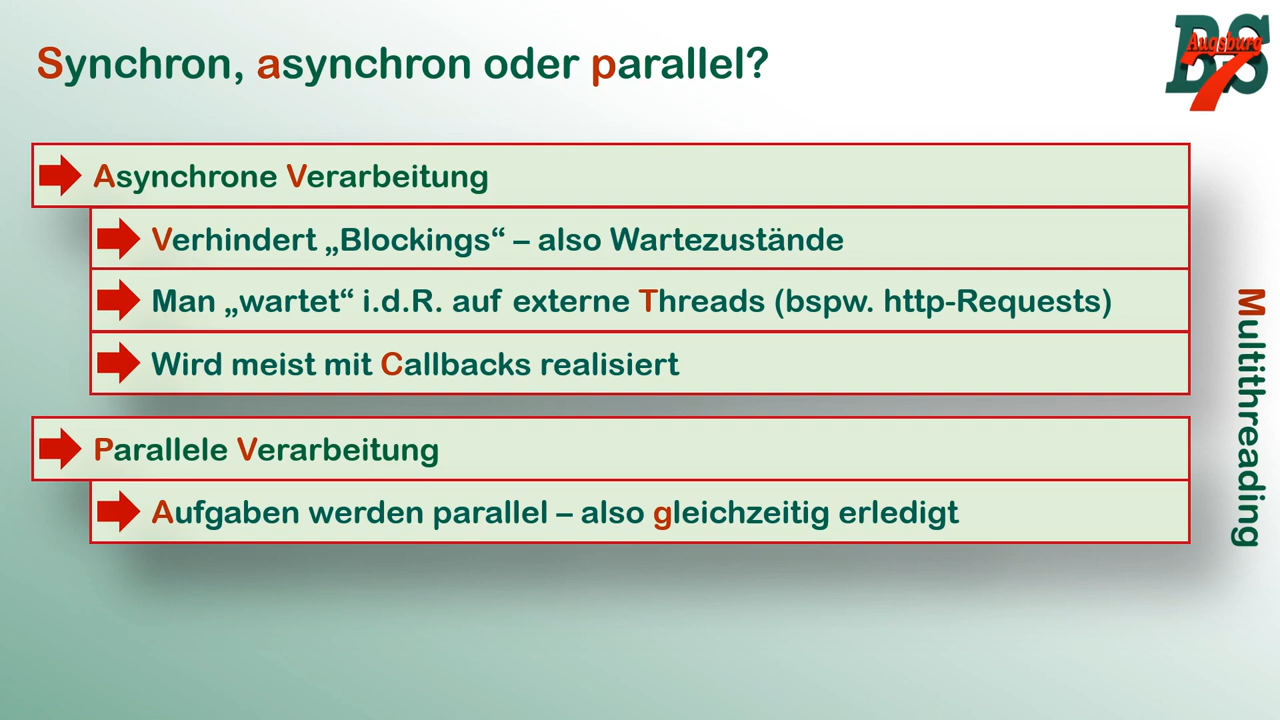 Synchron, asynchron oder parallel?
BS
Augsburg
7
Asynchrone Verarbeitung
Verhindert „Blockings“ – also Wartezustände
Man „wartet“ i.d.R. auf externe Threads (bspw. http-Requests)
Wird meist mit Callbacks realisiert
Parallele Verarbeitung
Aufgaben werden parallel – also gleichzeitig erledigt
Multithreading